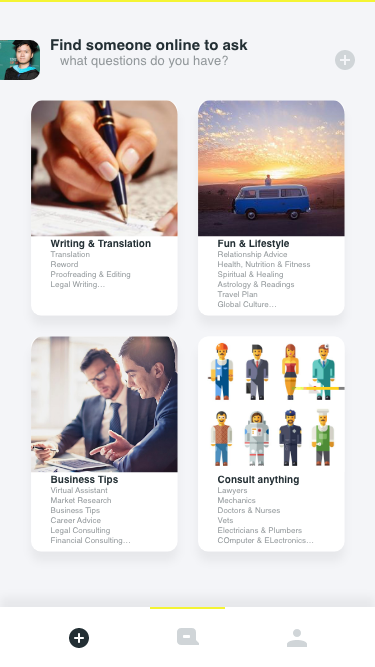 Find someone online to ask
what questions do you have?
Writing & Translation
Translation
Reword
Proofreading & Editing
Legal Writing...
Fun & Lifestyle
Relationship Advice
Health, Nutrition & Fitness
Spiritual & Healing
Astrology & Readings
Travel Plan
Global Culture...
Business Tips
Virtual Assistant
Market Research
Business Tips
Career Advice
Legal Consulting
Financial Consulting...
Consult anything
Lawyers
Mechanics
Doctors & Nurses
Vets
Electricians & Plumbers
COmputer & ELectronics...